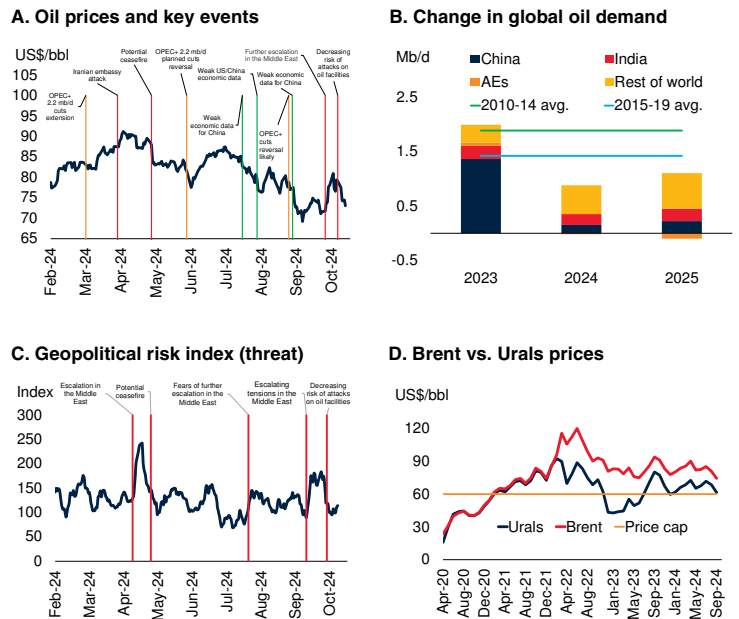 A. Oil prices and key events
US$/bbl
105
100
95
90
85
80
75
70
65
OPEC+
2.2 mb/d
cuts
extension
Iranian embassy
attack
Potential
ceasefire
OPEC+ 2.2 mb/d
planned cuts
reversal
Weak
economic data
for China
Weak US/China
economic data
Further escalation
in the Middle East
Weak economic
data for China
OPEC+
cuts
reversal
likely
Decreasing
risk of
attacks on
oil facilities
Feb-24
Mar-24
Apr-24
May-24
Jun-24
Jul-24
Aug-24
Sep-24
Oct-24
B. Change in global oil demand
Mb/d
China
India
AEs
Rest of world
2010-14 avg.
2015-19 avg.
2.5
1.5
0.5
-0.5
2023
2024
2025
C. Geopolitical risk index (threat)
Index
300
250
200
150
100
50
0
Escalation in
the Middle
East
Potential
ceasefire
Fears of further
escalation in the
Middle East
Escalating
tensions in the
Middle East
Decreasing
risk of attacks
on oil facilities
Feb-24
Mar-24
Apr-24
May-24
Jun-24
Jul-24
Aug-24
Sep-24
Oct-24
D. Brent vs. Urals prices
US$/bbl
120
90
60
30
0
Urals
Brent
Price cap
Apr-20
Aug-20
Dec-20
Apr-21
Aug-21
Dec-21
Apr-22
Aug-22
Jan-23
May-23
Sep-23
Jan-24
May-24
Sep-24